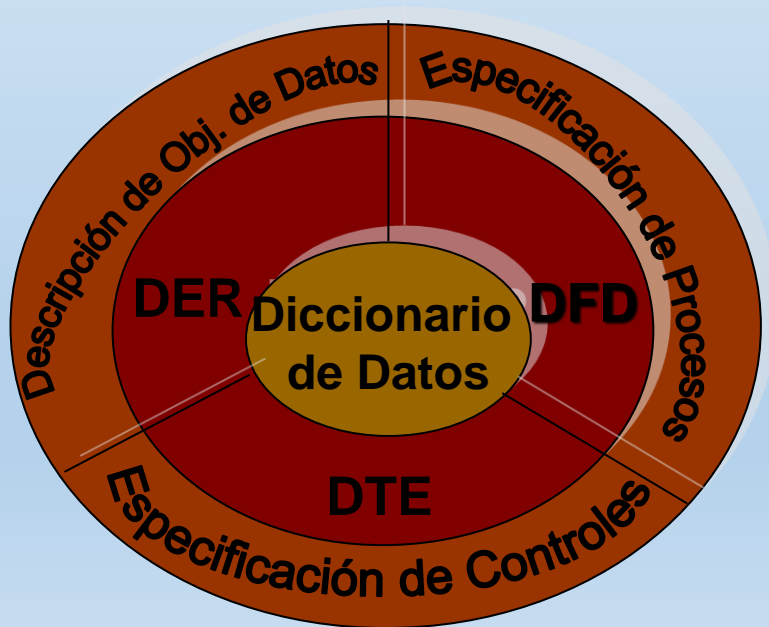 Descripción de Obj. de Datos
Especificación de Procesos
DER
Diccionario
de Datos
DFD
DTE
Especificación de Controles